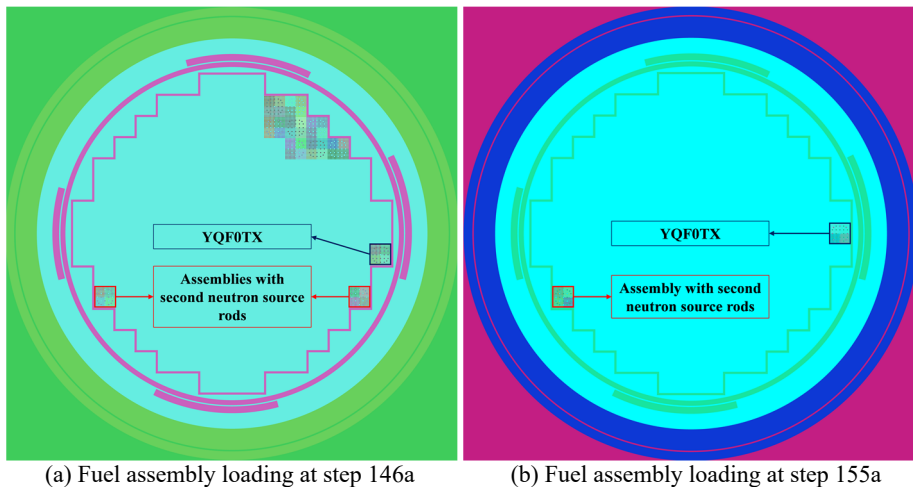 YQF0TX
Assemblies with
second neutron source
rods
(a) Fuel assembly loading at step 146a
YQF0TX
Assembly with second
neutron source rods
(b) Fuel assembly loading at step 155a